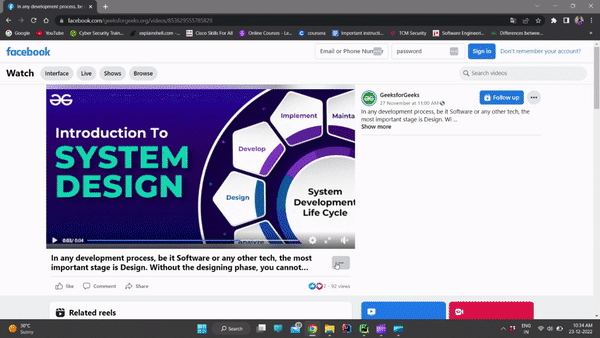 In any development process, be
facebook.com/geeksforgeeks.org/videos/853629555785829
Google
YouTube
Cyber Security Train...
explainshell.com -...
Cisco Skills For All
Online Courses - Le...
coursera
Important instructi...
TCM Security
Software Engineeri...
Differences betwee...
facebook
Email or Phone Num
password
Sign in
Don't remember your account?
Watch
Interface
Live
Shows
Browse
Search videos
Introduction To
SYSTEM
DESIGN
Implement
Mainta
Develop
Design
Analyze
System
Development
Life Cycle
0:03 / 0:04
GeeksforGeeks
27 November at 11:00 AM
Follow up
In any development process, be it Software or any other tech, the
most important stage is Design. Wi ...
Show more
In any development process, be it Software or any other tech, the most
important stage is Design. Without the designing phase, you cannot...
like
Comment
Share
2 · 92 views
Related reels
30°C
Sunny
Search
ENG
IN
10:34 AM
23-12-2022